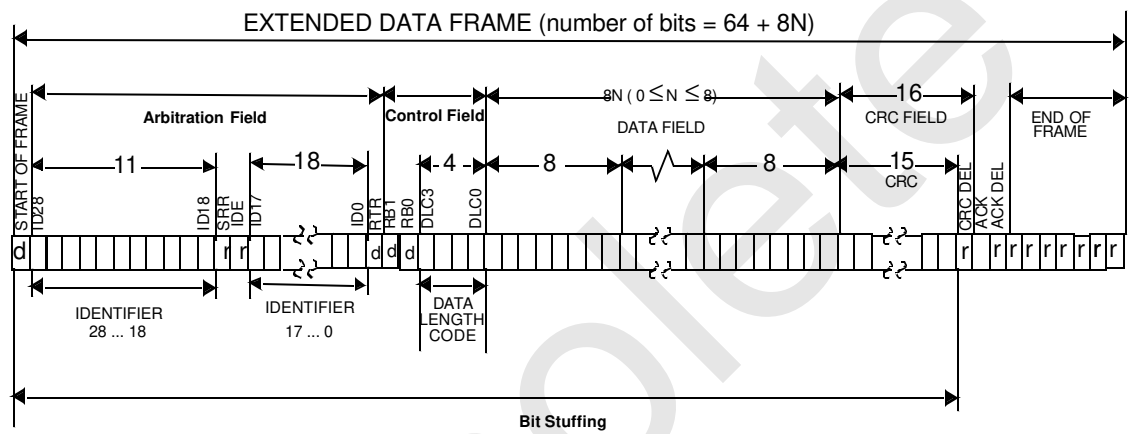 EXTENDED DATA FRAME (number of bits = 64 + 8N)
Arbitration Field
Control Field
8N ( 0 ≤ N ≤ 8)
DATA FIELD
16
CRC FIELD
END OF
FRAME
11
18
4
8
8
15
CRC
START OF FRAME
ID28
ID18
SRR
IDE
ID17
ID0
RTR
RB1
RB0
DLC3
DLC0
CRC DEL
ACK
ACK DEL
d r r d d d r r r r r r r r r
IDENTIFIER
28 ... 18
IDENTIFIER
17 ... 0
DATA
LENGTH
CODE
Bit Stuffing